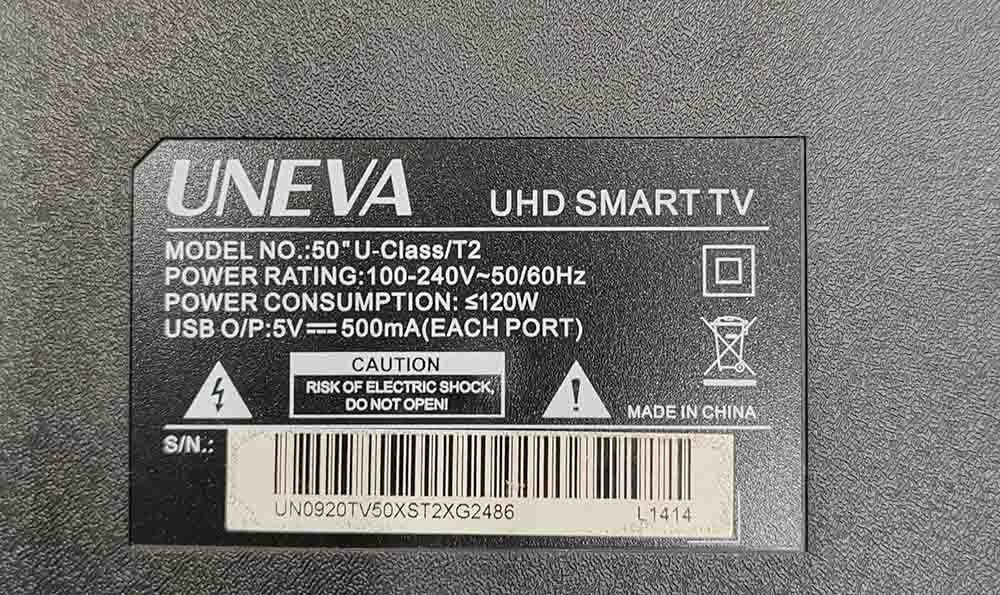 UNEVA UHD SMART TV
MODEL NO.:50"U-Class/T2
POWER RATING:100-240V~50/60Hz
POWER CONSUMPTION: ≤120W
USB O/P:5V⎓500mA(EACH PORT)
CAUTION
RISK OF ELECTRIC SHOCK,
DO NOT OPEN!
MADE IN CHINA
S/N.:
UN0920TV50XST2XG2486 L1414